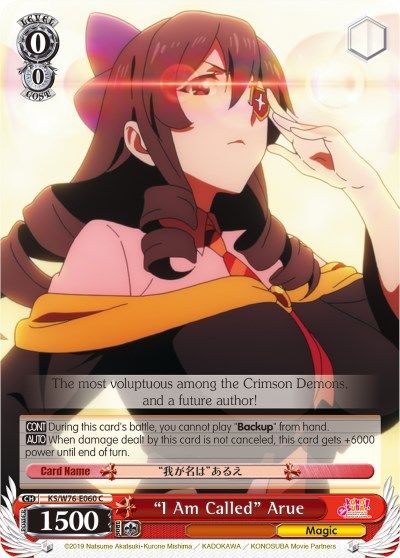 LEVEL
0
0
COST
The most voluptuous among the Crimson Demons,
and a future author!
CONT During this card's battle, you cannot play "Backup" from hand.
AUTO When damage dealt by this card is not canceled, this card gets +6000
power until end of turn.
Card Name "我が名は"あるえ
CH KS/W76-E060 C
1500 "I Am Called" Arue
Magic
©2019 Natsume Akatsuki・Kurone Mishima / KADOKAWA / KONOSUBA Movie Partners